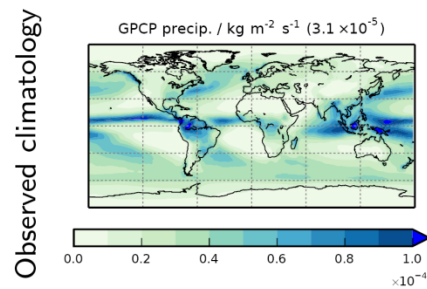 GPCP precip. / kg m⁻² s⁻¹ (3.1 ×10⁻⁵)
Observed climatology
0.0 0.2 0.4 0.6 0.8 1.0
×10⁻⁴